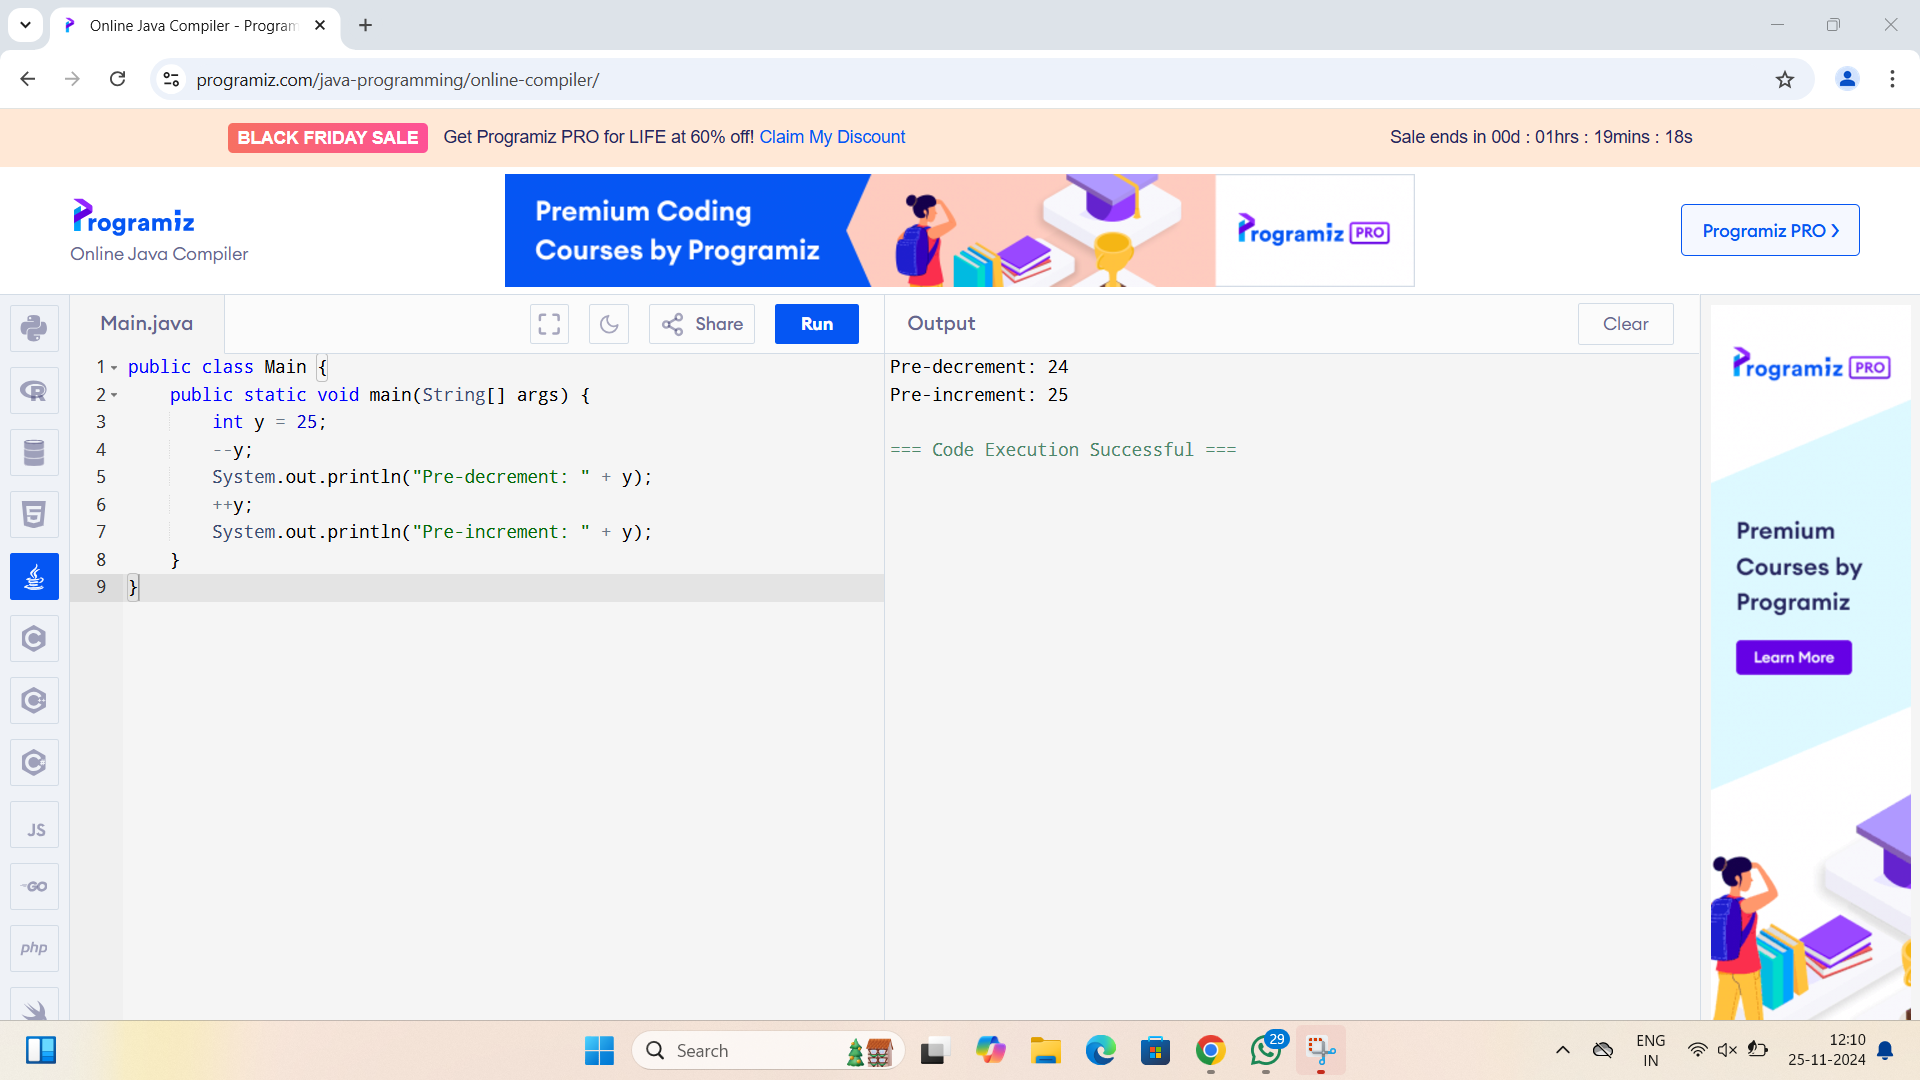 Online Java Compiler - Program
programiz.com/java-programming/online-compiler/
BLACK FRIDAY SALE Get Programiz PRO for LIFE at 60% off! Claim My Discount Sale ends in 00d : 01hrs : 19mins : 18s
Programiz
Online Java Compiler
Premium Coding
Courses by Programiz
Programiz PRO
Programiz PRO ❯
Main.java
Share
Run
Output
Clear
1 public class Main {
2     public static void main(String[] args) {
3         int y = 25;
4         --y;
5         System.out.println("Pre-decrement: " + y);
6         ++y;
7         System.out.println("Pre-increment: " + y);
8     }
9 }
Pre-decrement: 24
Pre-increment: 25
=== Code Execution Successful ===
Programiz PRO
Premium
Courses by
Programiz
Learn More
JS
GO
php
Search
29
ENG
IN
12:10
25-11-2024